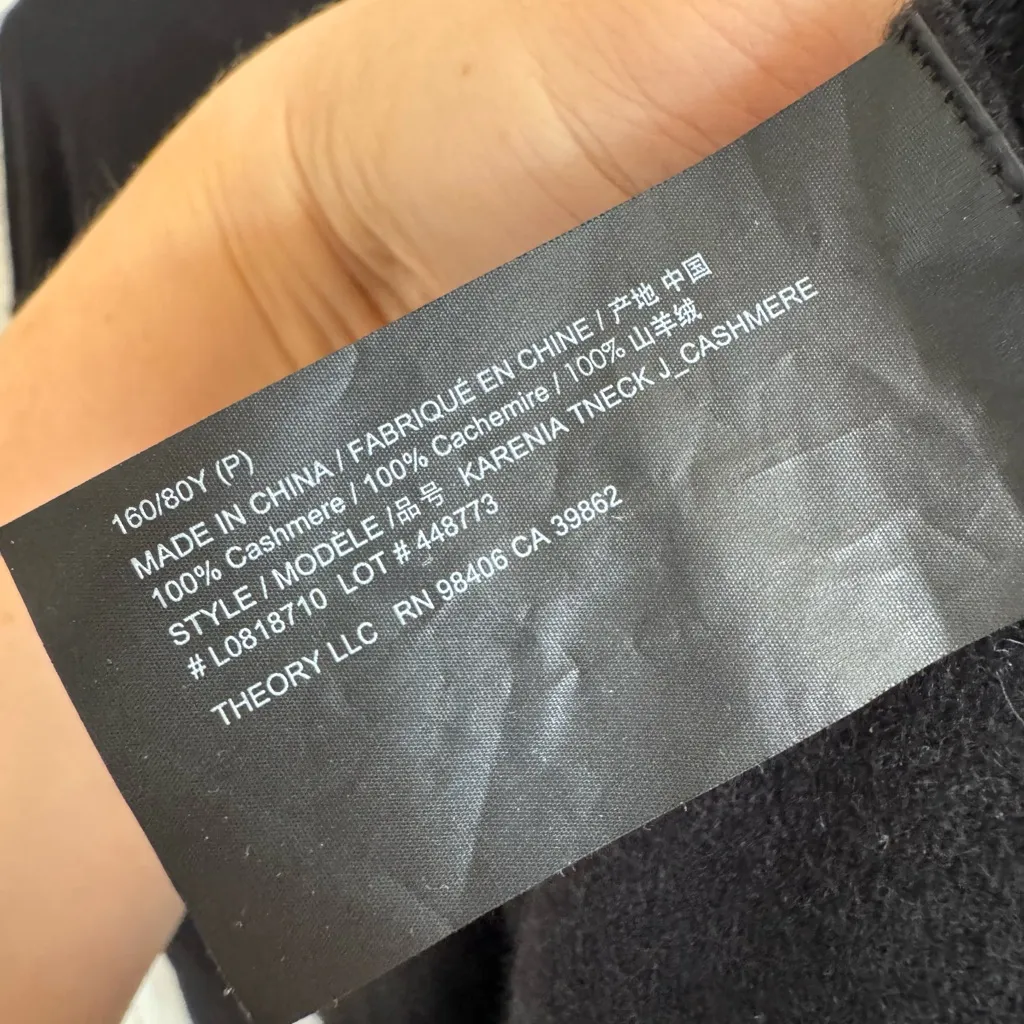 160/80Y (P)
MADE IN CHINA / FABRIQUÉ EN CHINE / 产地 中国
100% Cashmere / 100% Cachemire / 100% 山羊绒
STYLE / MODÈLE /品号 KARENIA TNECK J_CASHMERE
# L0818710 LOT # 448773
THEORY LLC RN 98406 CA 39862